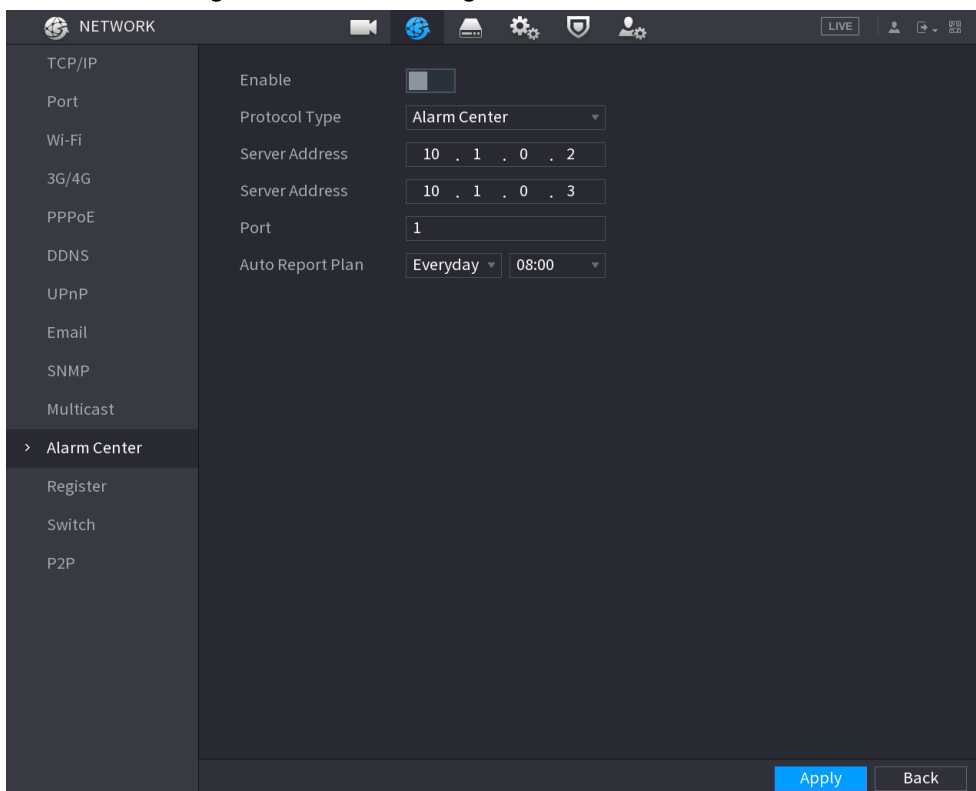 NETWORK LIVE
TCP/IP
Port
Wi-Fi
3G/4G
PPPoE
DDNS
UPnP
Email
SNMP
Multicast
> Alarm Center
Register
Switch
P2P
Enable
Protocol Type Alarm Center
Server Address 10 . 1 . 0 . 2
Server Address 10 . 1 . 0 . 3
Port 1
Auto Report Plan Everyday 08:00
Apply Back